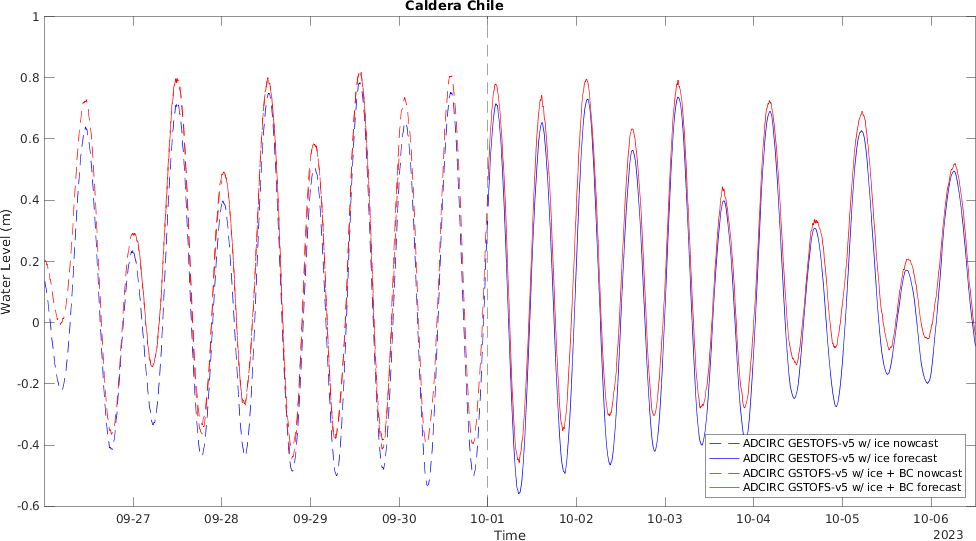 Caldera Chile
Water Level (m)
1
0.8
0.6
0.4
0.2
0
-0.2
-0.4
-0.6
ADCIRC GESTOFS-v5 w/ ice nowcast
ADCIRC GESTOFS-v5 w/ ice forecast
ADCIRC GSTOFS-v5 w/ ice + BC nowcast
ADCIRC GSTOFS-v5 w/ ice + BC forecast
09-27 09-28 09-29 09-30 10-01 10-02 10-03 10-04 10-05 10-06
Time
2023